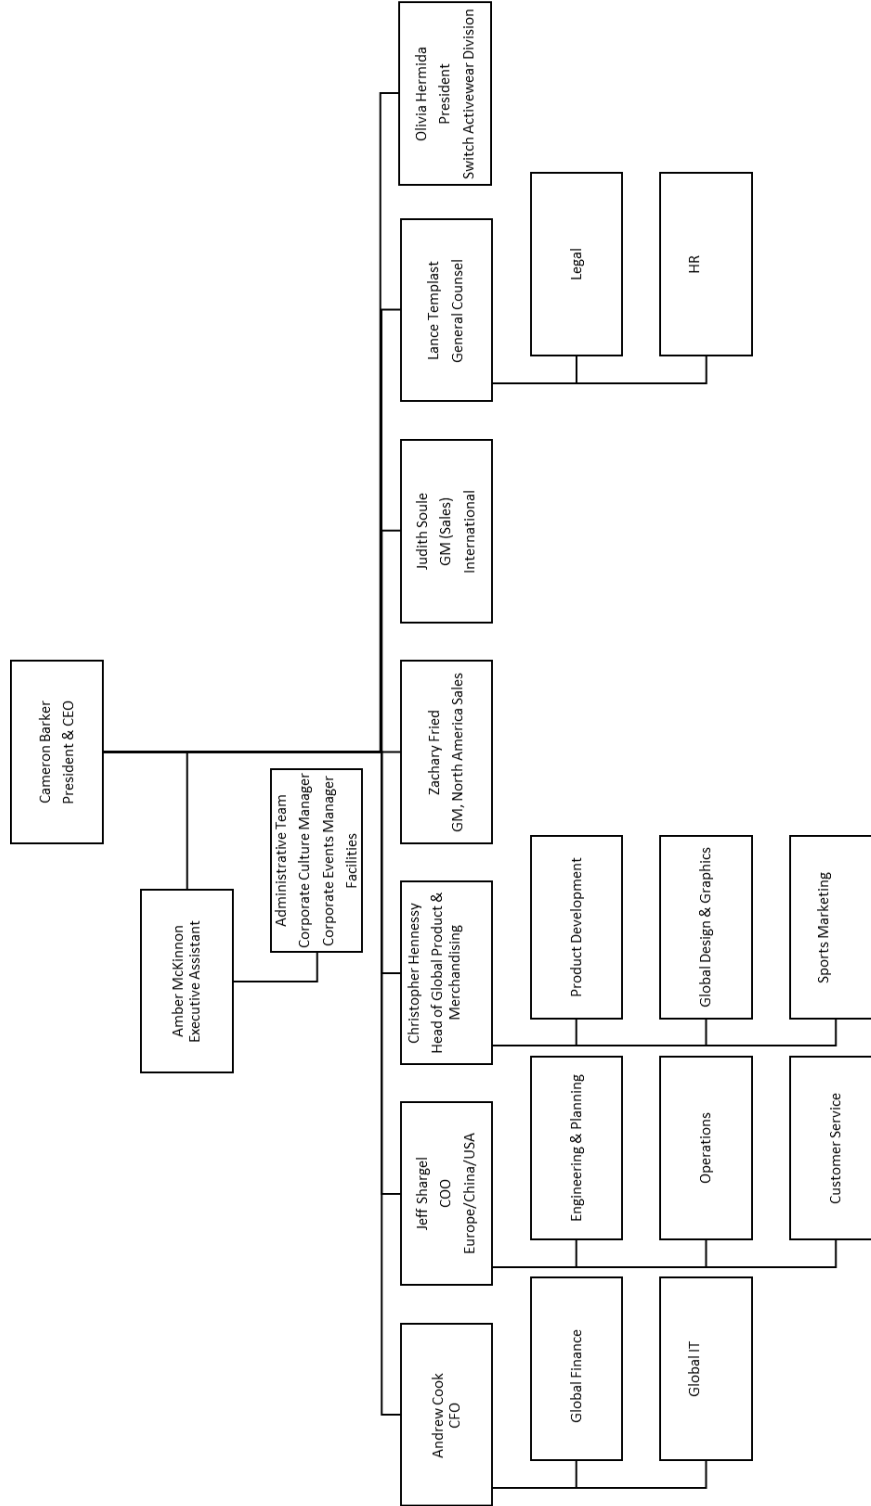 Cameron Barker
President & CEO
Amber McKinnon
Executive Assistant
Administrative Team
Corporate Culture Manager
Corporate Events Manager
Facilities
Andrew Cook
CFO
Global Finance
Global IT
Jeff Shargel
COO
Europe/China/USA
Engineering & Planning
Operations
Customer Service
Christopher Hennessy
Head of Global Product &
Merchandising
Product Development
Global Design & Graphics
Sports Marketing
Zachary Fried
GM, North America Sales
Judith Soule
GM (Sales)
International
Lance Templast
General Counsel
Legal
HR
Olivia Hermida
President
Switch Activewear Division